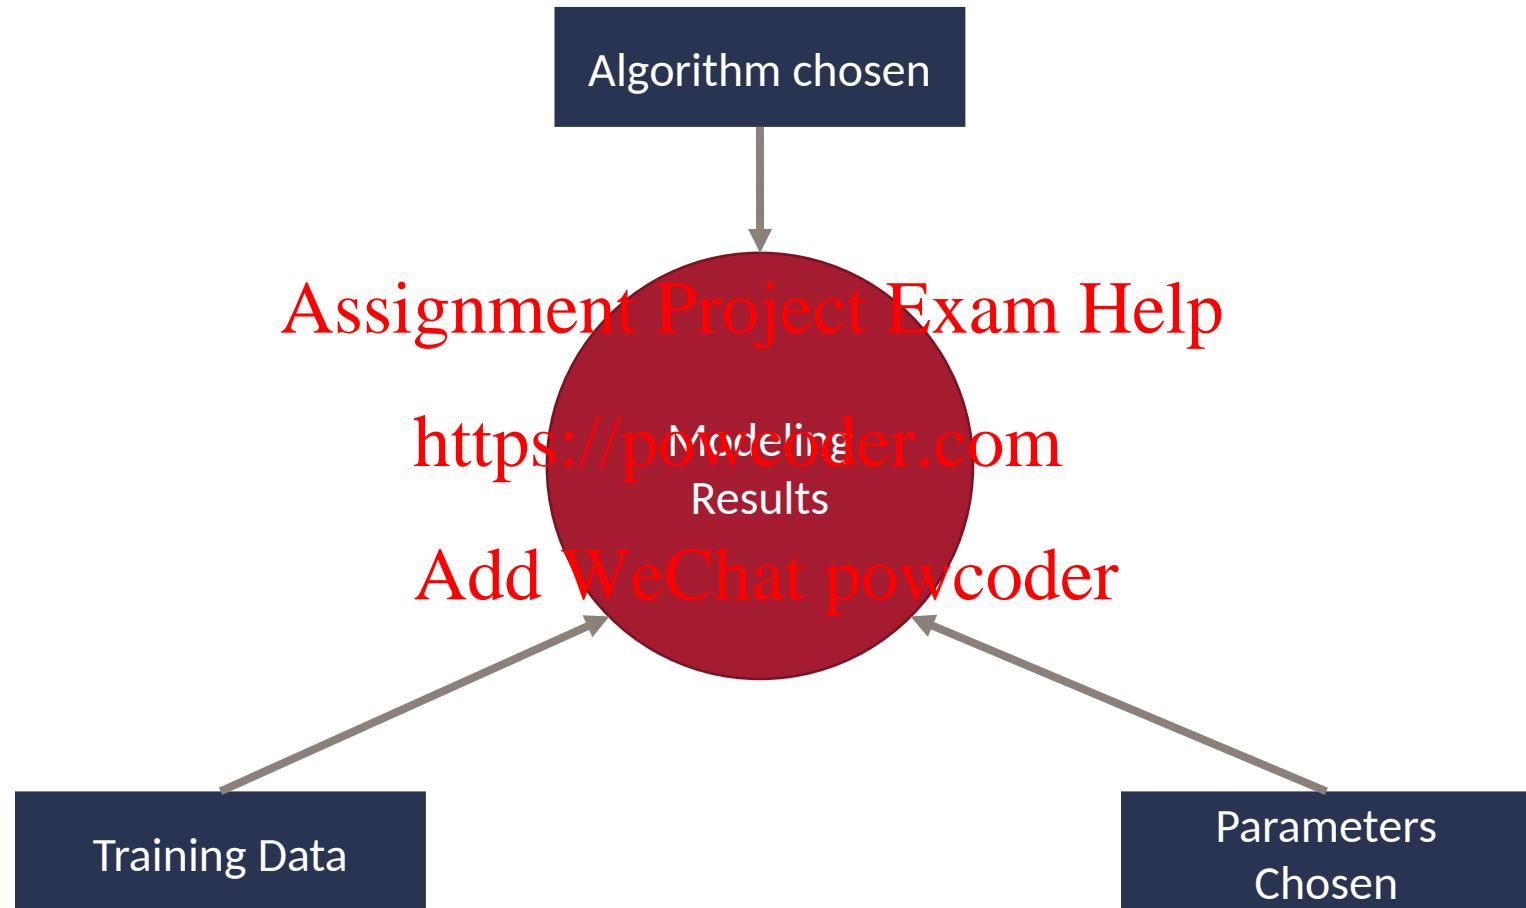 Algorithm chosen
Assignment Project Exam Help
https://powcoder.com
Modeling
Results
Add WeChat powcoder
Training Data
Parameters
Chosen